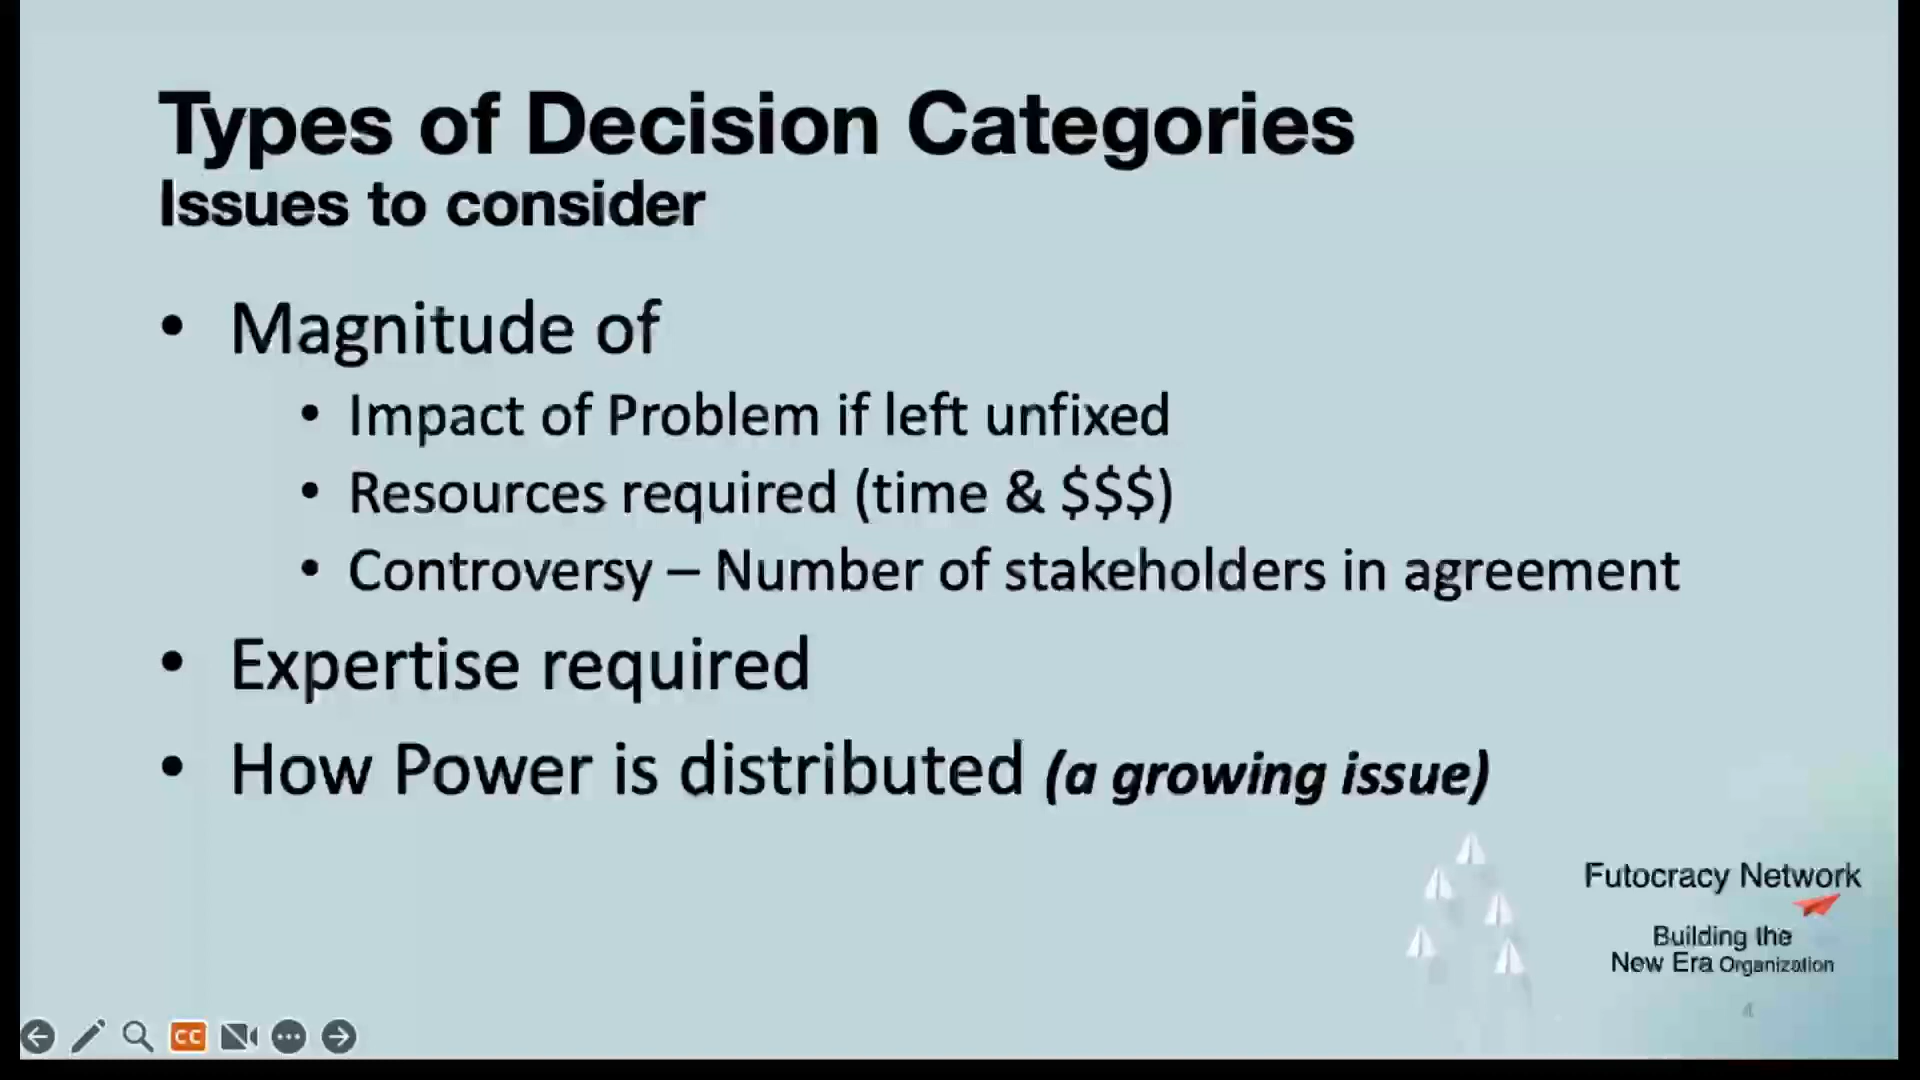 Types of Decision Categories
Issues to consider
• Magnitude of
• Impact of Problem if left unfixed
• Resources required (time & $$$)
• Controversy – Number of stakeholders in agreement
• Expertise required
• How Power is distributed (a growing issue)
Futocracy Network
Building the
New Era Organization
4
CC